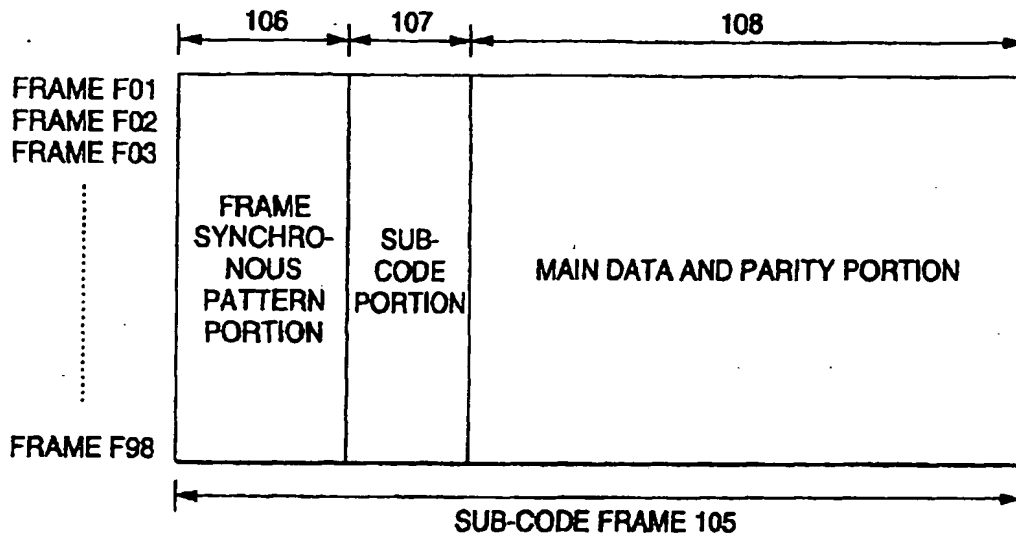 106 107 108
FRAME F01
FRAME F02
FRAME F03
FRAME
SYNCHRO-
NOUS
PATTERN
PORTION
SUB-
CODE
PORTION
MAIN DATA AND PARITY PORTION
FRAME F98
SUB-CODE FRAME 105